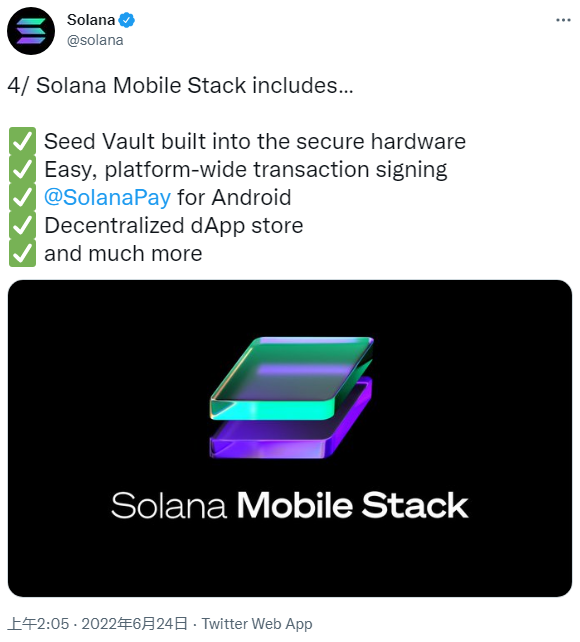 Solana
@solana
4/ Solana Mobile Stack includes...
✅ Seed Vault built into the secure hardware
✅ Easy, platform-wide transaction signing
✅ @SolanaPay for Android
✅ Decentralized dApp store
✅ and much more
Solana Mobile Stack
上午2:05 · 2022年6月24日 · Twitter Web App